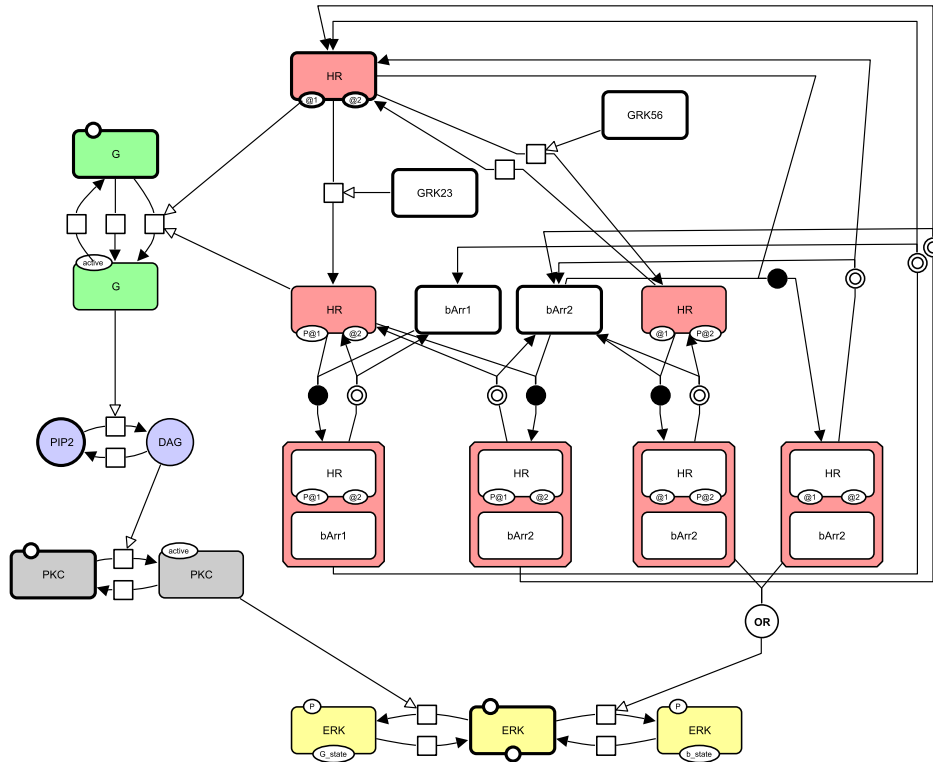 HR
@1 @2
GRK56
G
GRK23
active
G
HR
P@1 @2
bArr1
bArr2
HR
@1 P@2
PIP2
DAG
HR
P@1 @2
bArr1
HR
P@1 @2
bArr2
HR
@1 P@2
bArr2
HR
@1 @2
bArr2
PKC
active
PKC
OR
P
ERK
G_state
ERK
P
ERK
b_state